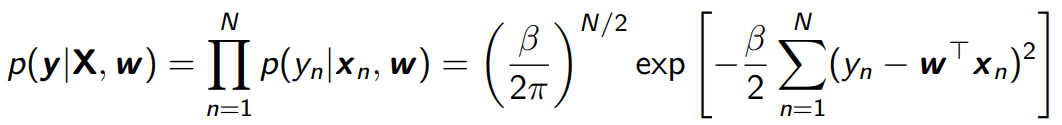 p(y|X, w) = ∏_{n=1}^{N} p(y_n|x_n, w) = (β/2π)^{N/2} exp [ −β/2 ∑_{n=1}^{N} (y_n − w^⊤ x_n)^2 ]